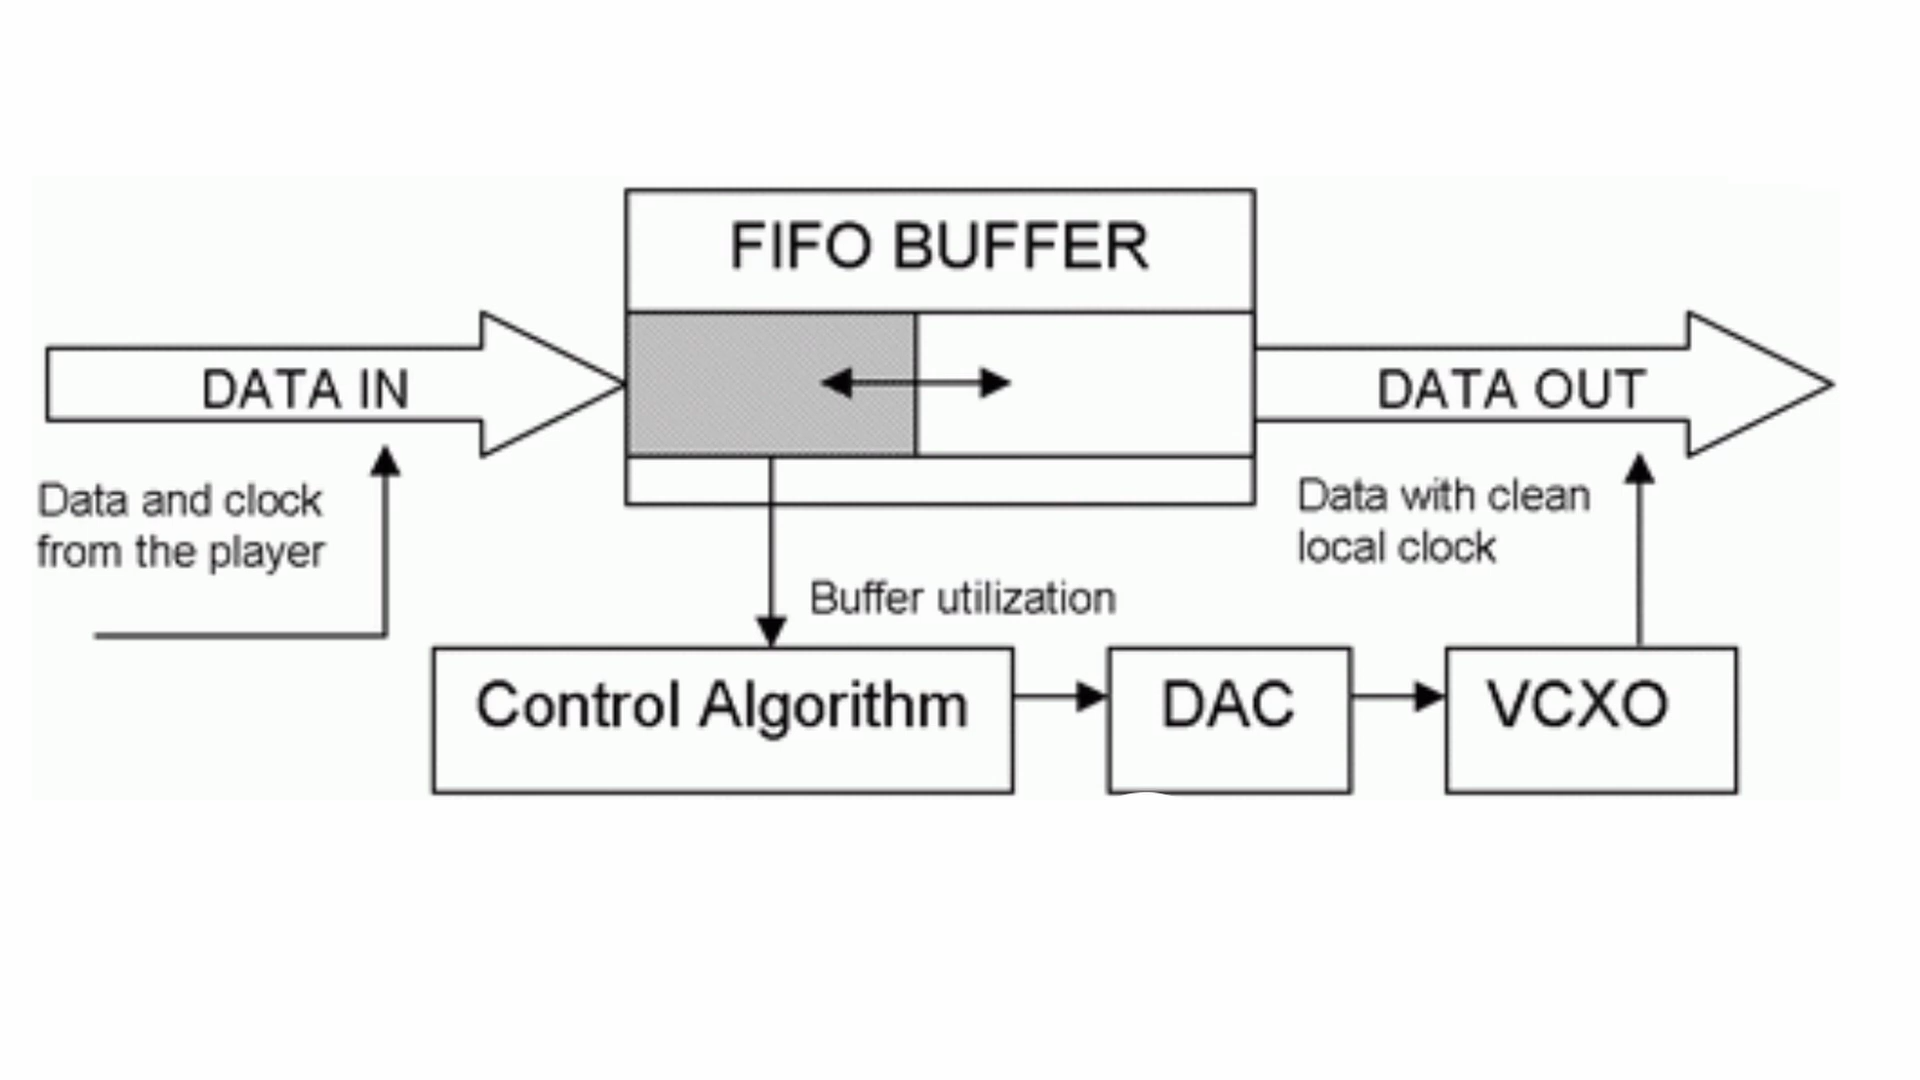 FIFO BUFFER
DATA IN
DATA OUT
Data and clock
from the player
Data with clean
local clock
Buffer utilization
Control Algorithm
DAC
VCXO